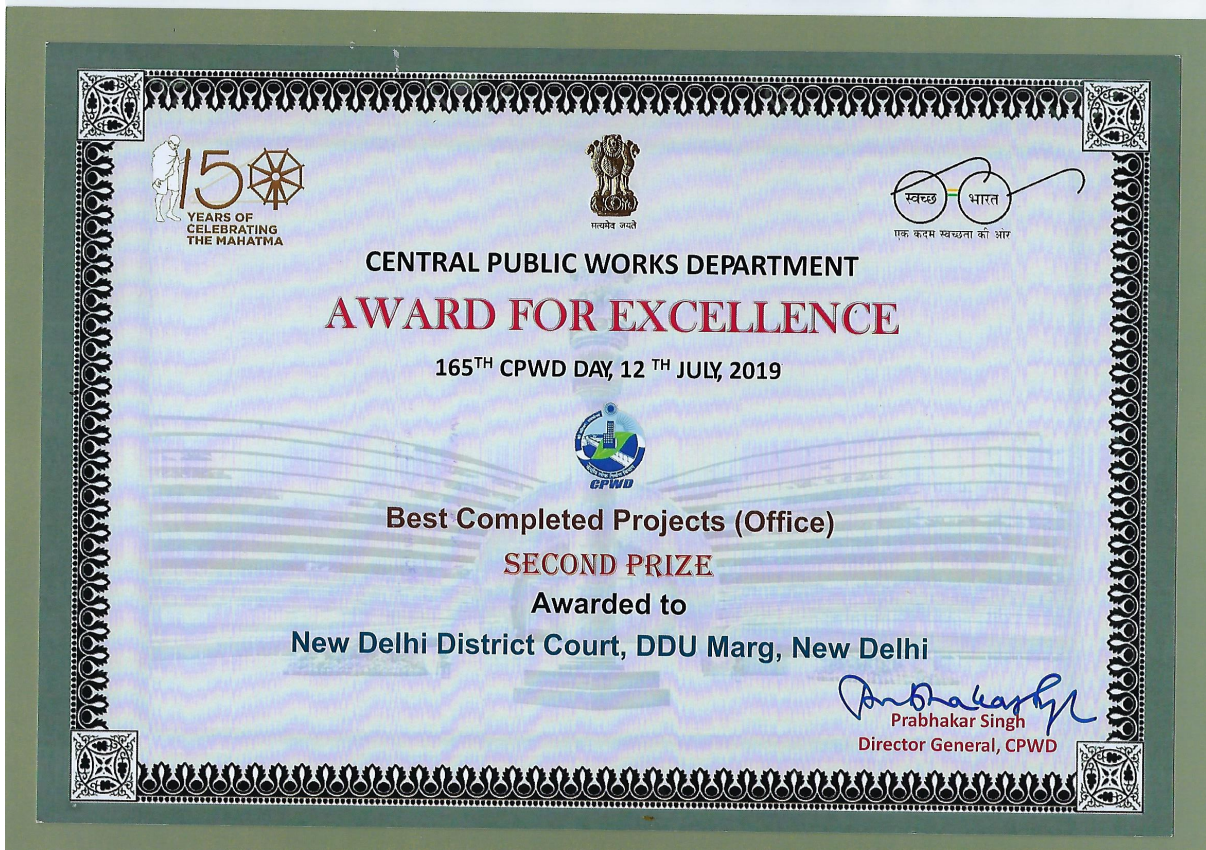 150
YEARS OF
CELEBRATING
THE MAHATMA
सत्यमेव जयते
स्वच्छ भारत
एक कदम स्वच्छता की ओर
CENTRAL PUBLIC WORKS DEPARTMENT
AWARD FOR EXCELLENCE
165TH CPWD DAY, 12 TH JULY, 2019
CPWD
Best Completed Projects (Office)
SECOND PRIZE
Awarded to
New Delhi District Court, DDU Marg, New Delhi
Prabhakar Singh
Director General, CPWD